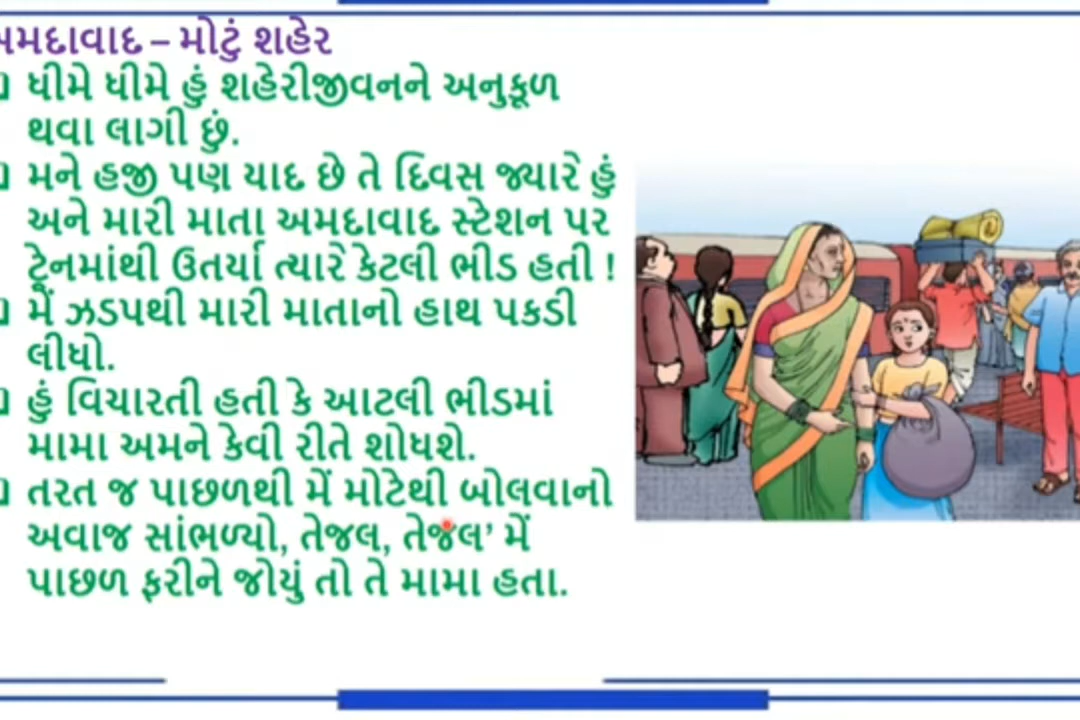 અમદાવાદ – મોટું શહેર
ધીમે ધીમે હું શહેરીજીવનને અનુકૂળ
થવા લાગી છું.
મને હજી પણ યાદ છે તે દિવસ જ્યારે હું
અને મારી માતા અમદાવાદ સ્ટેશન પર
ટ્રેનમાંથી ઉતર્યા ત્યારે કેટલી ભીડ હતી !
મેં ઝડપથી મારી માતાનો હાથ પકડી
લીધો.
હું વિચારતી હતી કે આટલી ભીડમાં
મામા અમને કેવી રીતે શોધશે.
તરત જ પાછળથી મેં મોટેથી બોલવાનો
અવાજ સાંભળ્યો, તેજલ, તેજલ’ મેં
પાછળ ફરીને જોયું તો તે મામા હતા.